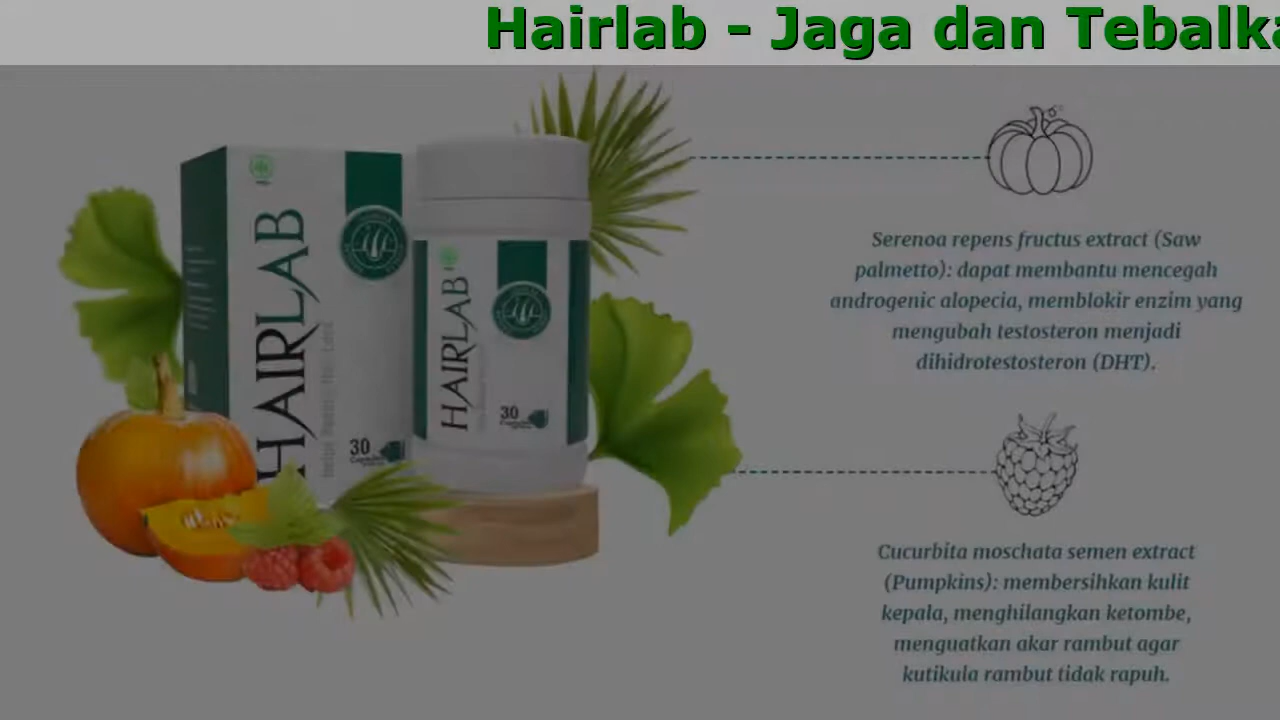 Hairlab - Jaga dan Tebalka
HAIRLAB
30
Capsules
HAIRLAB
30
Capsules
Serenoa repens fructus extract (Saw
palmetto): dapat membantu mencegah
androgenic alopecia, memblokir enzim yang
mengubah testosteron menjadi
dihidrotestosteron (DHT).
Cucurbita moschata semen extract
(Pumpkins): membersihkan kulit
kepala, menghilangkan ketombe,
menguatkan akar rambut agar
kutikula rambut tidak rapuh.